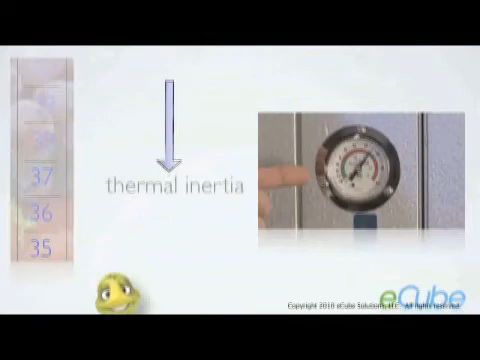 37
36
35
thermal inertia
eCube
Copyright 2010 eCube Solutions, LLC. All rights reserved.